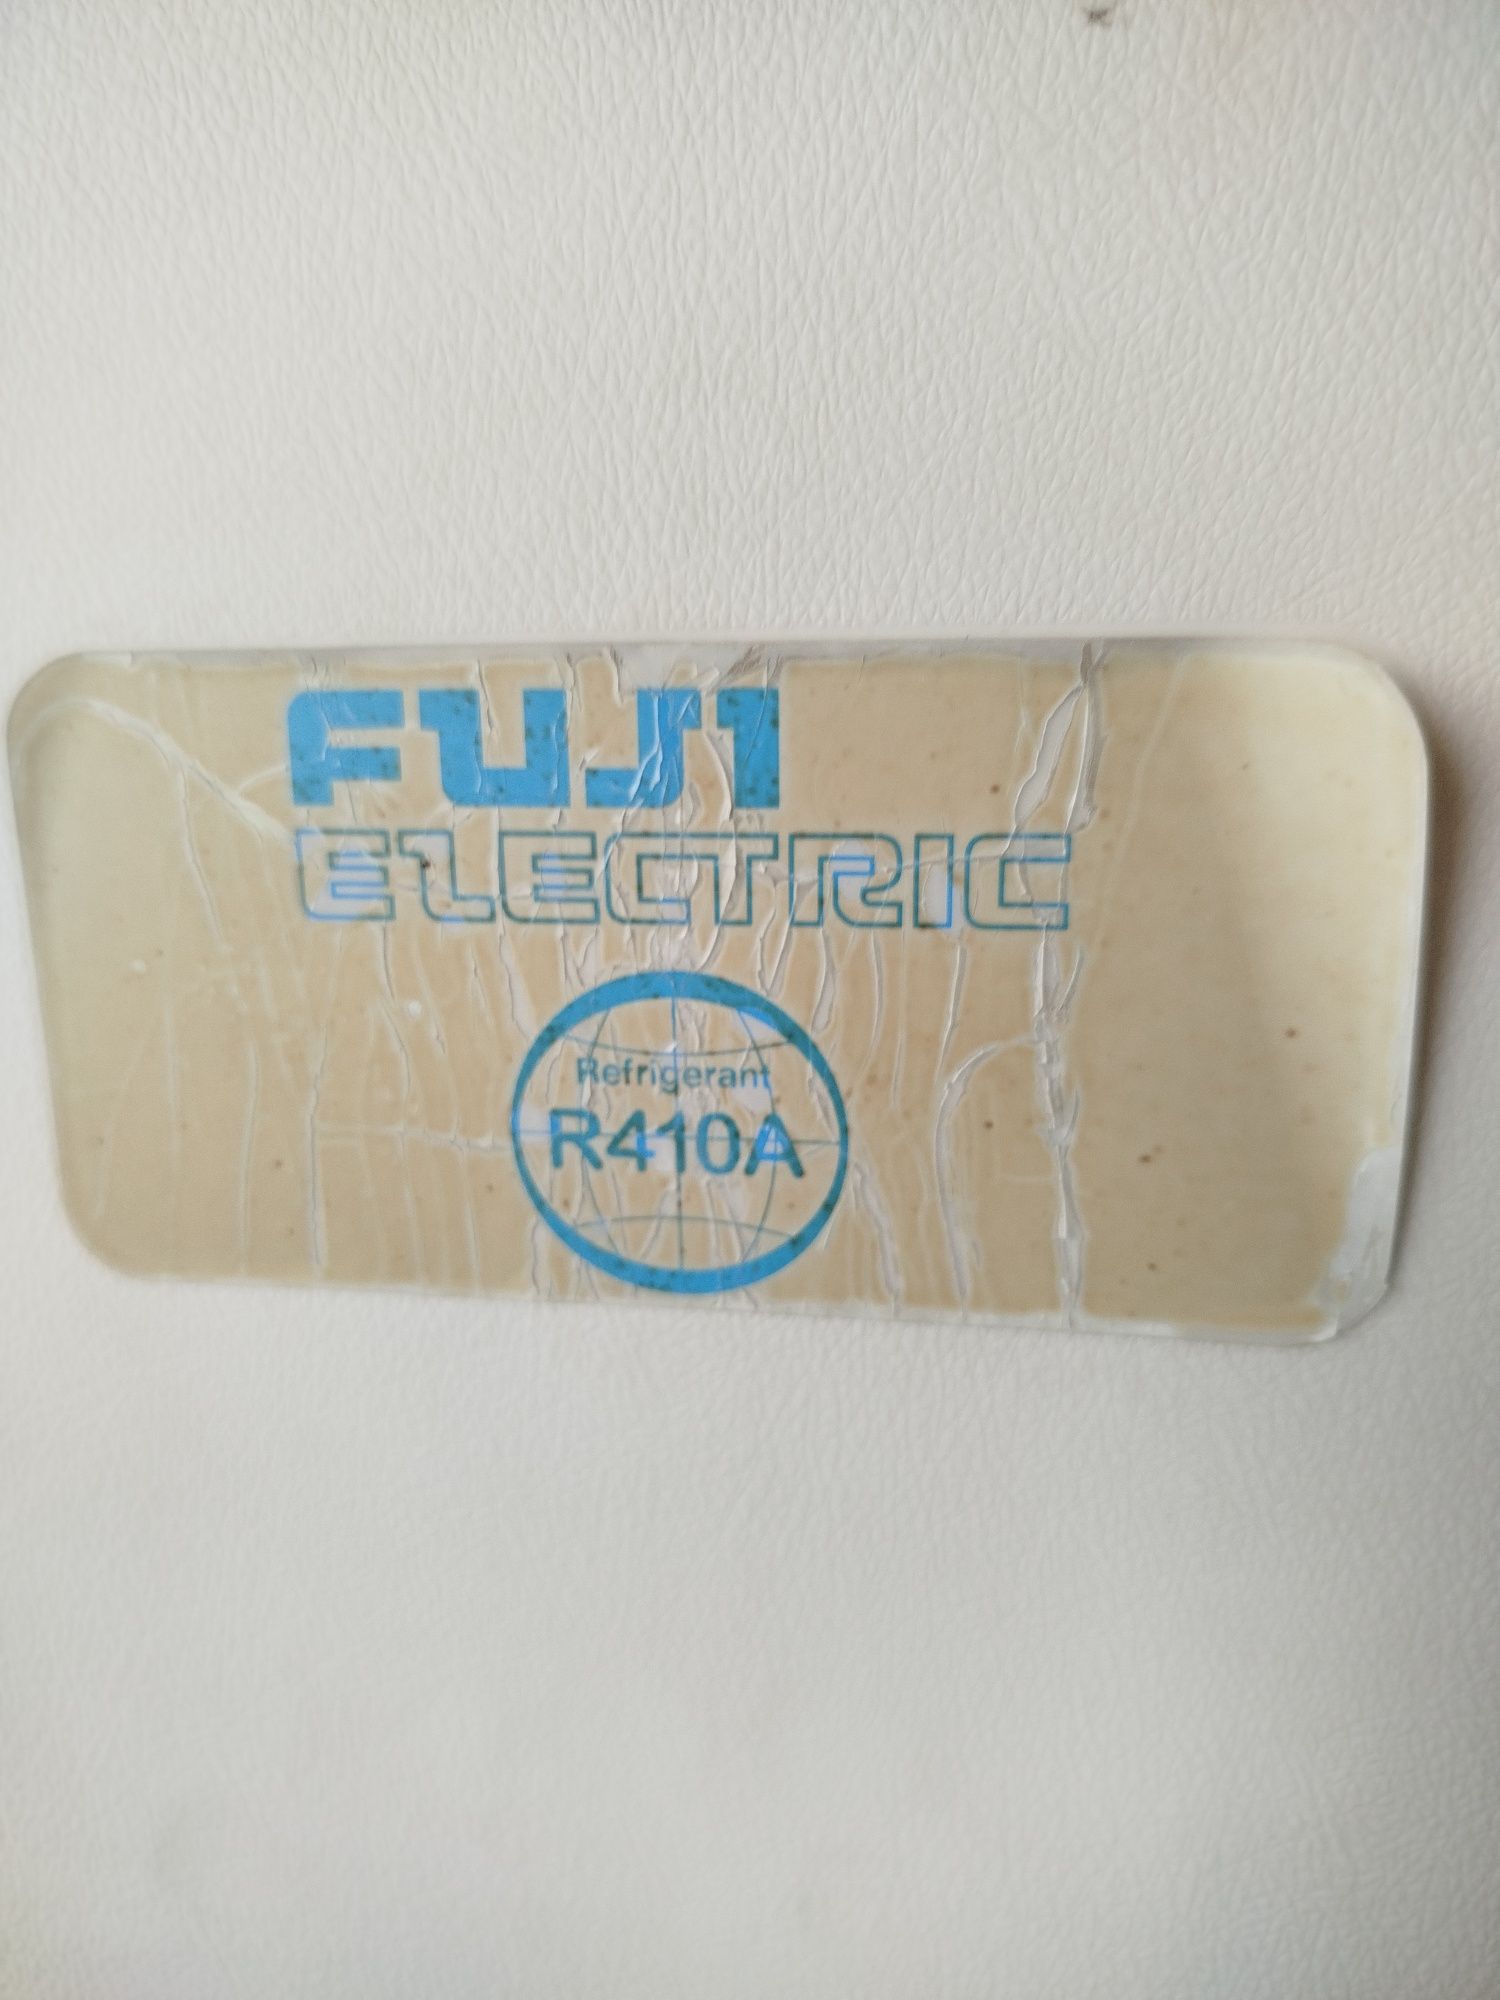 FUJI
ELECTRIC
Refrigerant
R410A